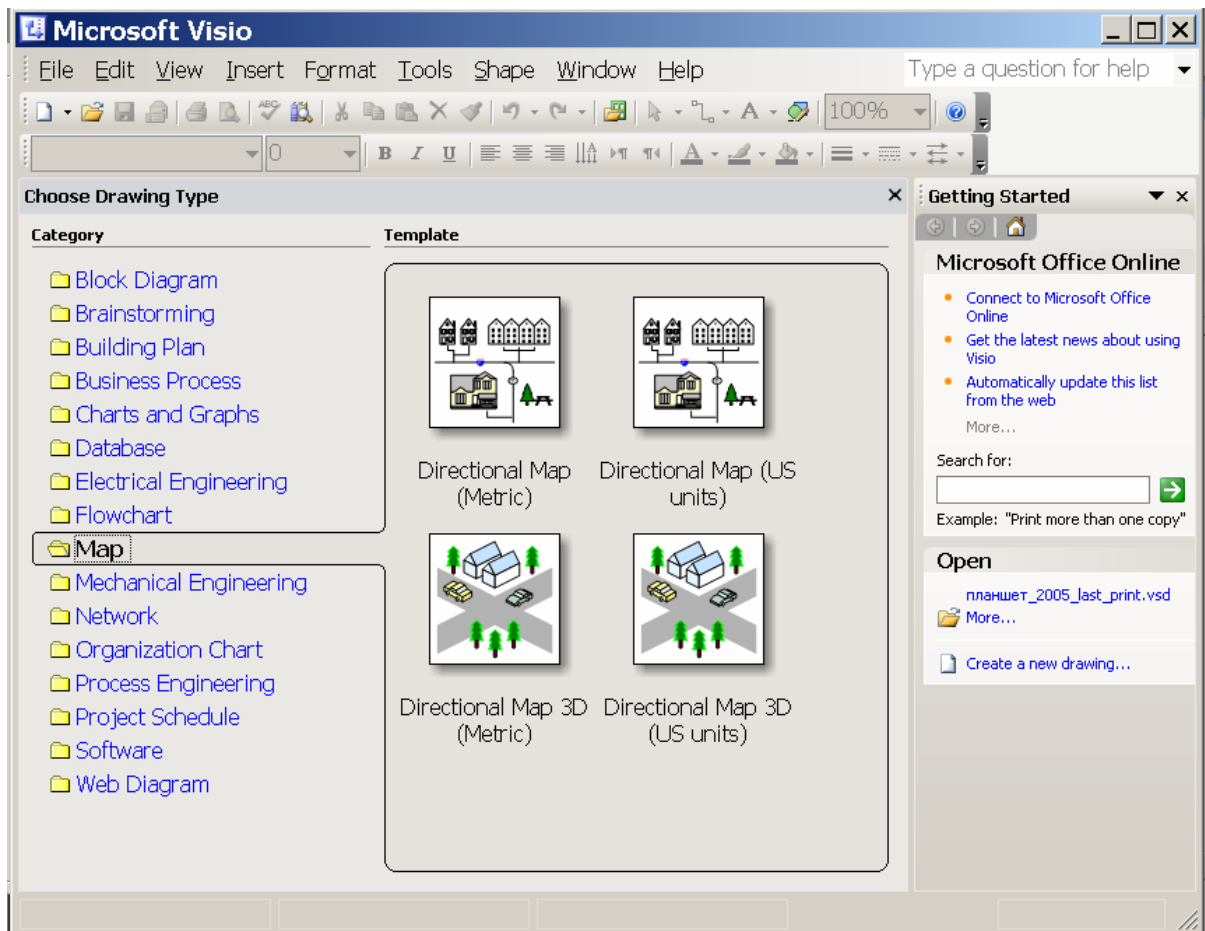 Microsoft Visio
File Edit View Insert Format Tools Shape Window Help
Type a question for help
100%
0
B I U
A
Choose Drawing Type
Category
Template
Block Diagram
Brainstorming
Building Plan
Business Process
Charts and Graphs
Database
Electrical Engineering
Flowchart
Map
Mechanical Engineering
Network
Organization Chart
Process Engineering
Project Schedule
Software
Web Diagram
Directional Map
(Metric)
Directional Map (US
units)
Directional Map 3D
(Metric)
Directional Map 3D
(US units)
Getting Started
Microsoft Office Online
Connect to Microsoft Office
Online
Get the latest news about using
Visio
Automatically update this list
from the web
More...
Search for:
Example: "Print more than one copy"
Open
планшет_2005_last_print.vsd
More...
Create a new drawing...